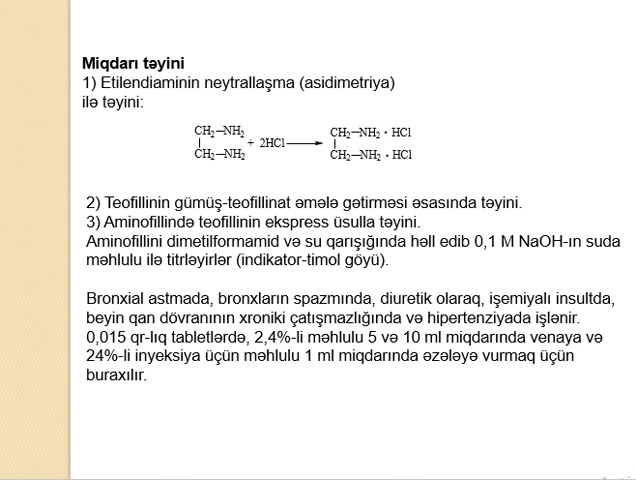 Miqdarı təyini
1) Etilendiaminin neytrallaşma (asidimetriya)
ilə təyini:
CH₂—NH₂ CH₂—NH₂ · HCl
| + 2HCl ⟶ |
CH₂—NH₂ CH₂—NH₂ · HCl
2) Teofillinin gümüş-teofillinat əmələ gətirməsi əsasında təyini.
3) Aminofillində teofillinin ekspress üsulla təyini.
Aminofillini dimetilformamid və su qarışığında həll edib 0,1 M NaOH-ın suda
məhlulu ilə titrləyirlər (indikator-timol göyü).
Bronxial astmada, bronxların spazmında, diuretik olaraq, işemiyalı insultda,
beyin qan dövranının xroniki çatışmazlığında və hipertenziyada işlənir.
0,015 qr-lıq tabletlərdə, 2,4%-li məhlulu 5 və 10 ml miqdarında venaya və
24%-li inyeksiya üçün məhlulu 1 ml miqdarında əzələyə vurmaq üçün
buraxılır.